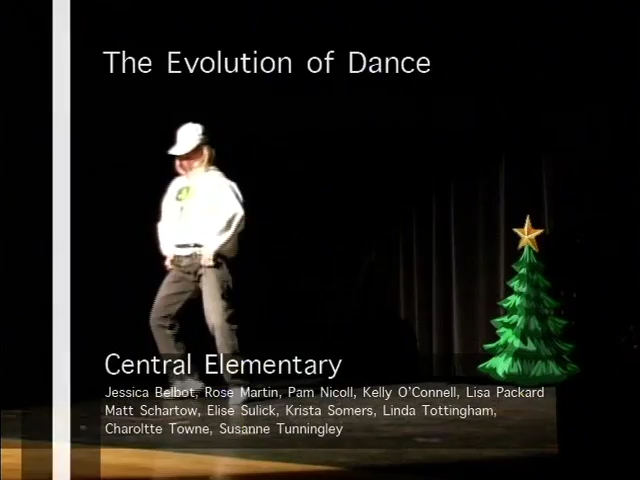 The Evolution of Dance
Central Elementary
Jessica Belbot, Rose Martin, Pam Nicoll, Kelly O'Connell, Lisa Packard
Matt Schartow, Elise Sulick, Krista Somers, Linda Tottingham,
Charoltte Towne, Susanne Tunningley